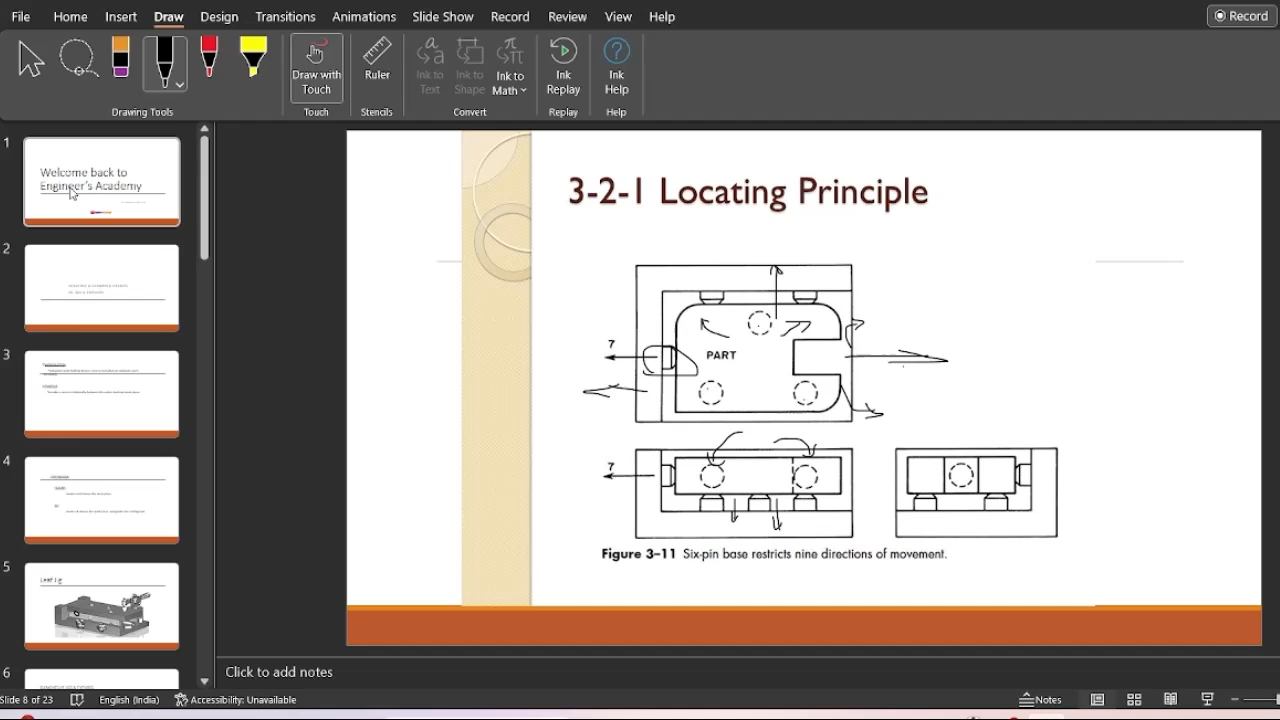 File Home Insert Draw Design Transitions Animations Slide Show Record Review View Help Record
Draw with Touch
Ruler
Ink to Text
Ink to Shape
Ink to Math
Ink Replay
Ink Help
Drawing Tools Touch Stencils Convert Replay Help
1
Welcome back to
Engineer's Academy
2
3
4
5
Leaf Jig
6
3-2-1 Locating Principle
7
PART
7
Figure 3-11 Six-pin base restricts nine directions of movement.
Click to add notes
Slide 8 of 23 English (India) Accessibility: Unavailable Notes